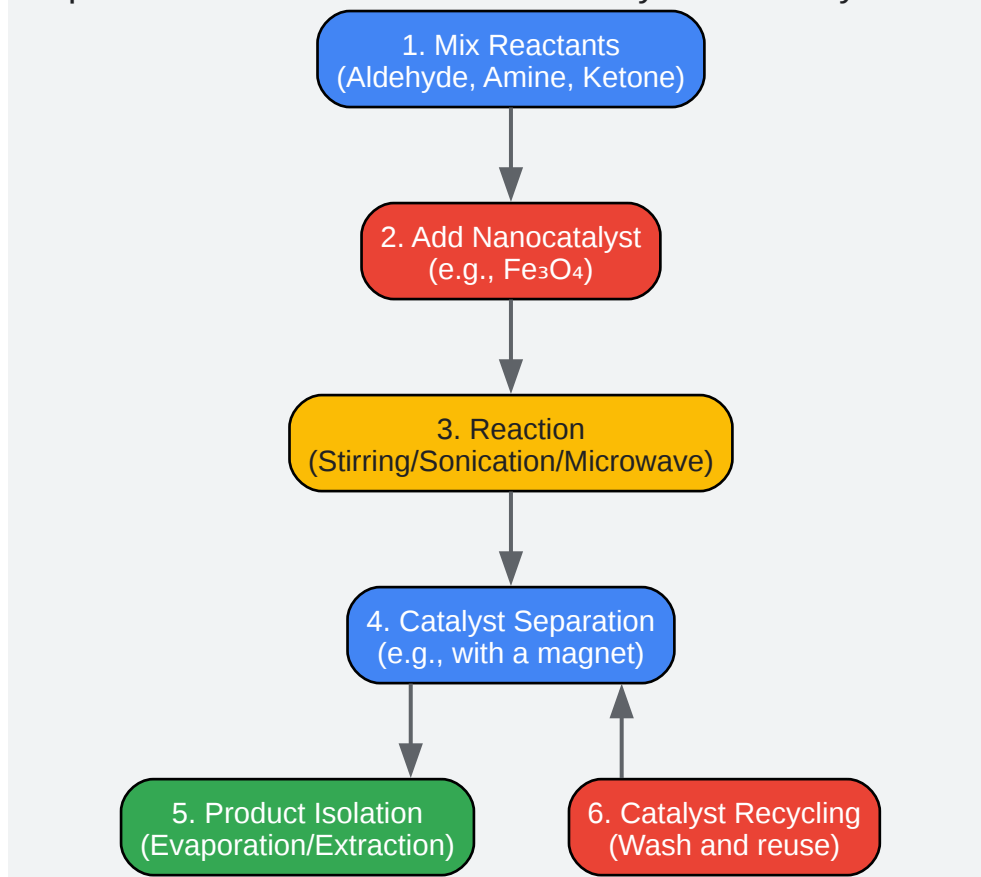 1. Mix Reactants
(Aldehyde, Amine, Ketone)
2. Add Nanocatalyst
(e.g., Fe₃O₄)
3. Reaction
(Stirring/Sonication/Microwave)
4. Catalyst Separation
(e.g., with a magnet)
5. Product Isolation
(Evaporation/Extraction)
6. Catalyst Recycling
(Wash and reuse)